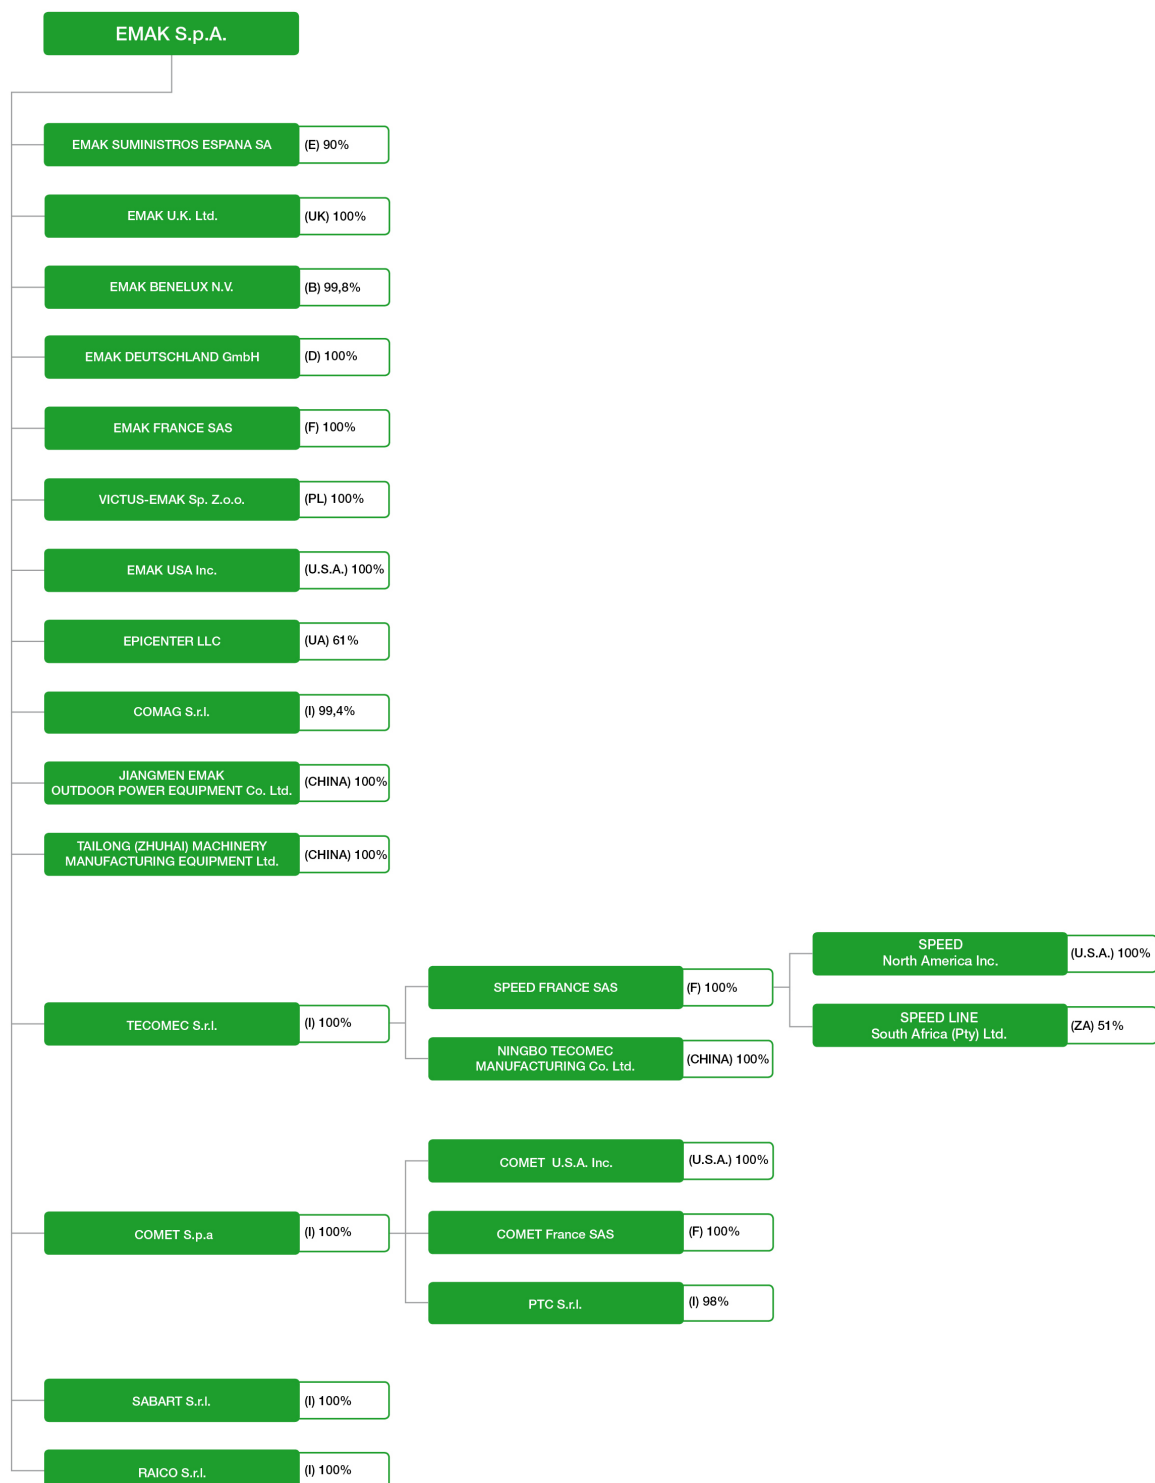 EMAK S.p.A.
EMAK SUMINISTROS ESPANA SA (E) 90%
EMAK U.K. Ltd. (UK) 100%
EMAK BENELUX N.V. (B) 99,8%
EMAK DEUTSCHLAND GmbH (D) 100%
EMAK FRANCE SAS (F) 100%
VICTUS-EMAK Sp. Z.o.o. (PL) 100%
EMAK USA Inc. (U.S.A.) 100%
EPICENTER LLC (UA) 61%
COMAG S.r.l. (I) 99,4%
JIANGMEN EMAK
OUTDOOR POWER EQUIPMENT Co. Ltd. (CHINA) 100%
TAILONG (ZHUHAI) MACHINERY
MANUFACTURING EQUIPMENT Ltd. (CHINA) 100%
TECOMEC S.r.l. (I) 100%
SPEED FRANCE SAS (F) 100%
SPEED
North America Inc. (U.S.A.) 100%
SPEED LINE
South Africa (Pty) Ltd. (ZA) 51%
NINGBO TECOMEC
MANUFACTURING Co. Ltd. (CHINA) 100%
COMET S.p.a (I) 100%
COMET U.S.A. Inc. (U.S.A.) 100%
COMET France SAS (F) 100%
PTC S.r.l. (I) 98%
SABART S.r.l. (I) 100%
RAICO S.r.l. (I) 100%